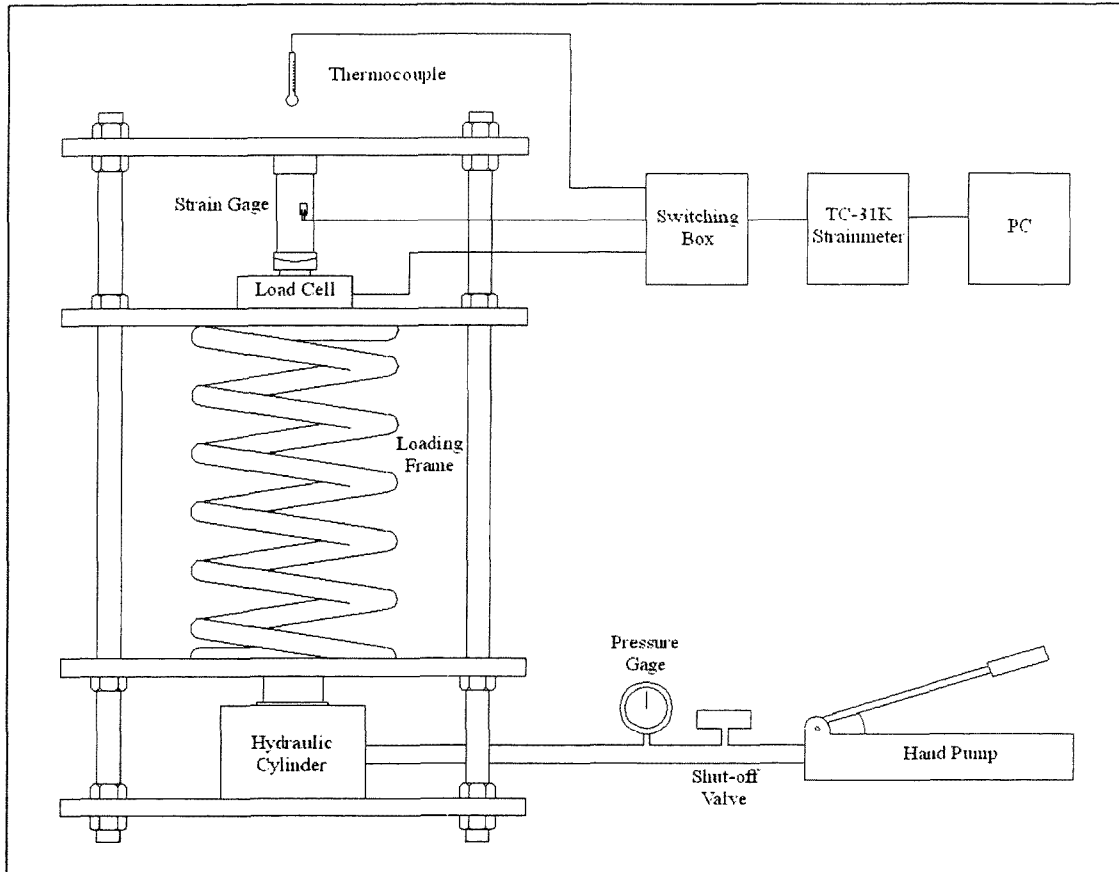 Thermocouple
Strain Gage
Switching
Box
TC-31K
Strainmeter
PC
Load Cell
Loading
Frame
Pressure
Gage
Hydraulic
Cylinder
Shut-off
Valve
Hand Pump